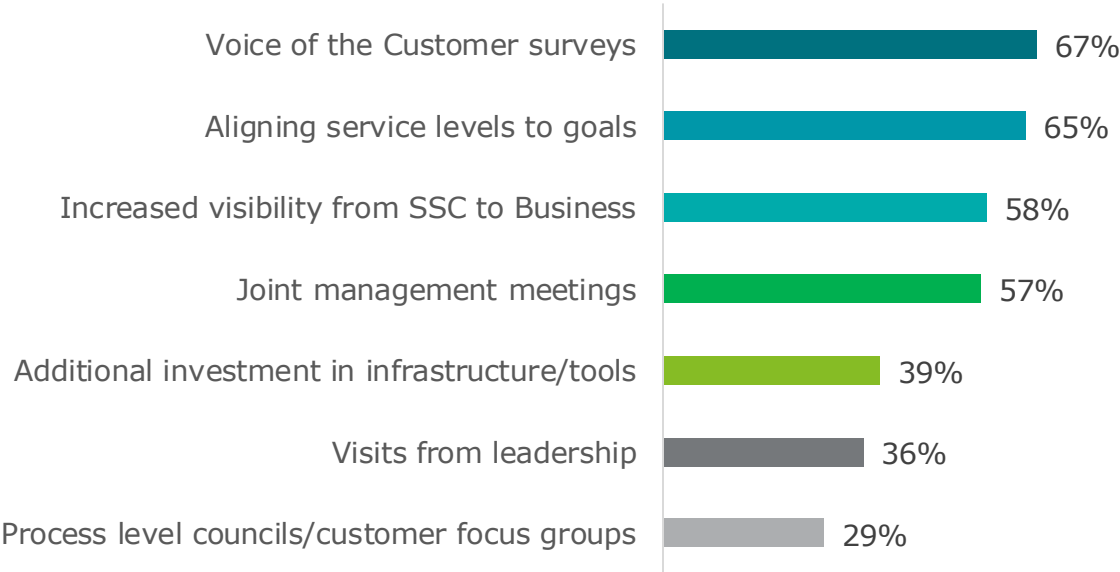 Voice of the Customer surveys 67%
Aligning service levels to goals 65%
Increased visibility from SSC to Business 58%
Joint management meetings 57%
Additional investment in infrastructure/tools 39%
Visits from leadership 36%
Process level councils/customer focus groups 29%